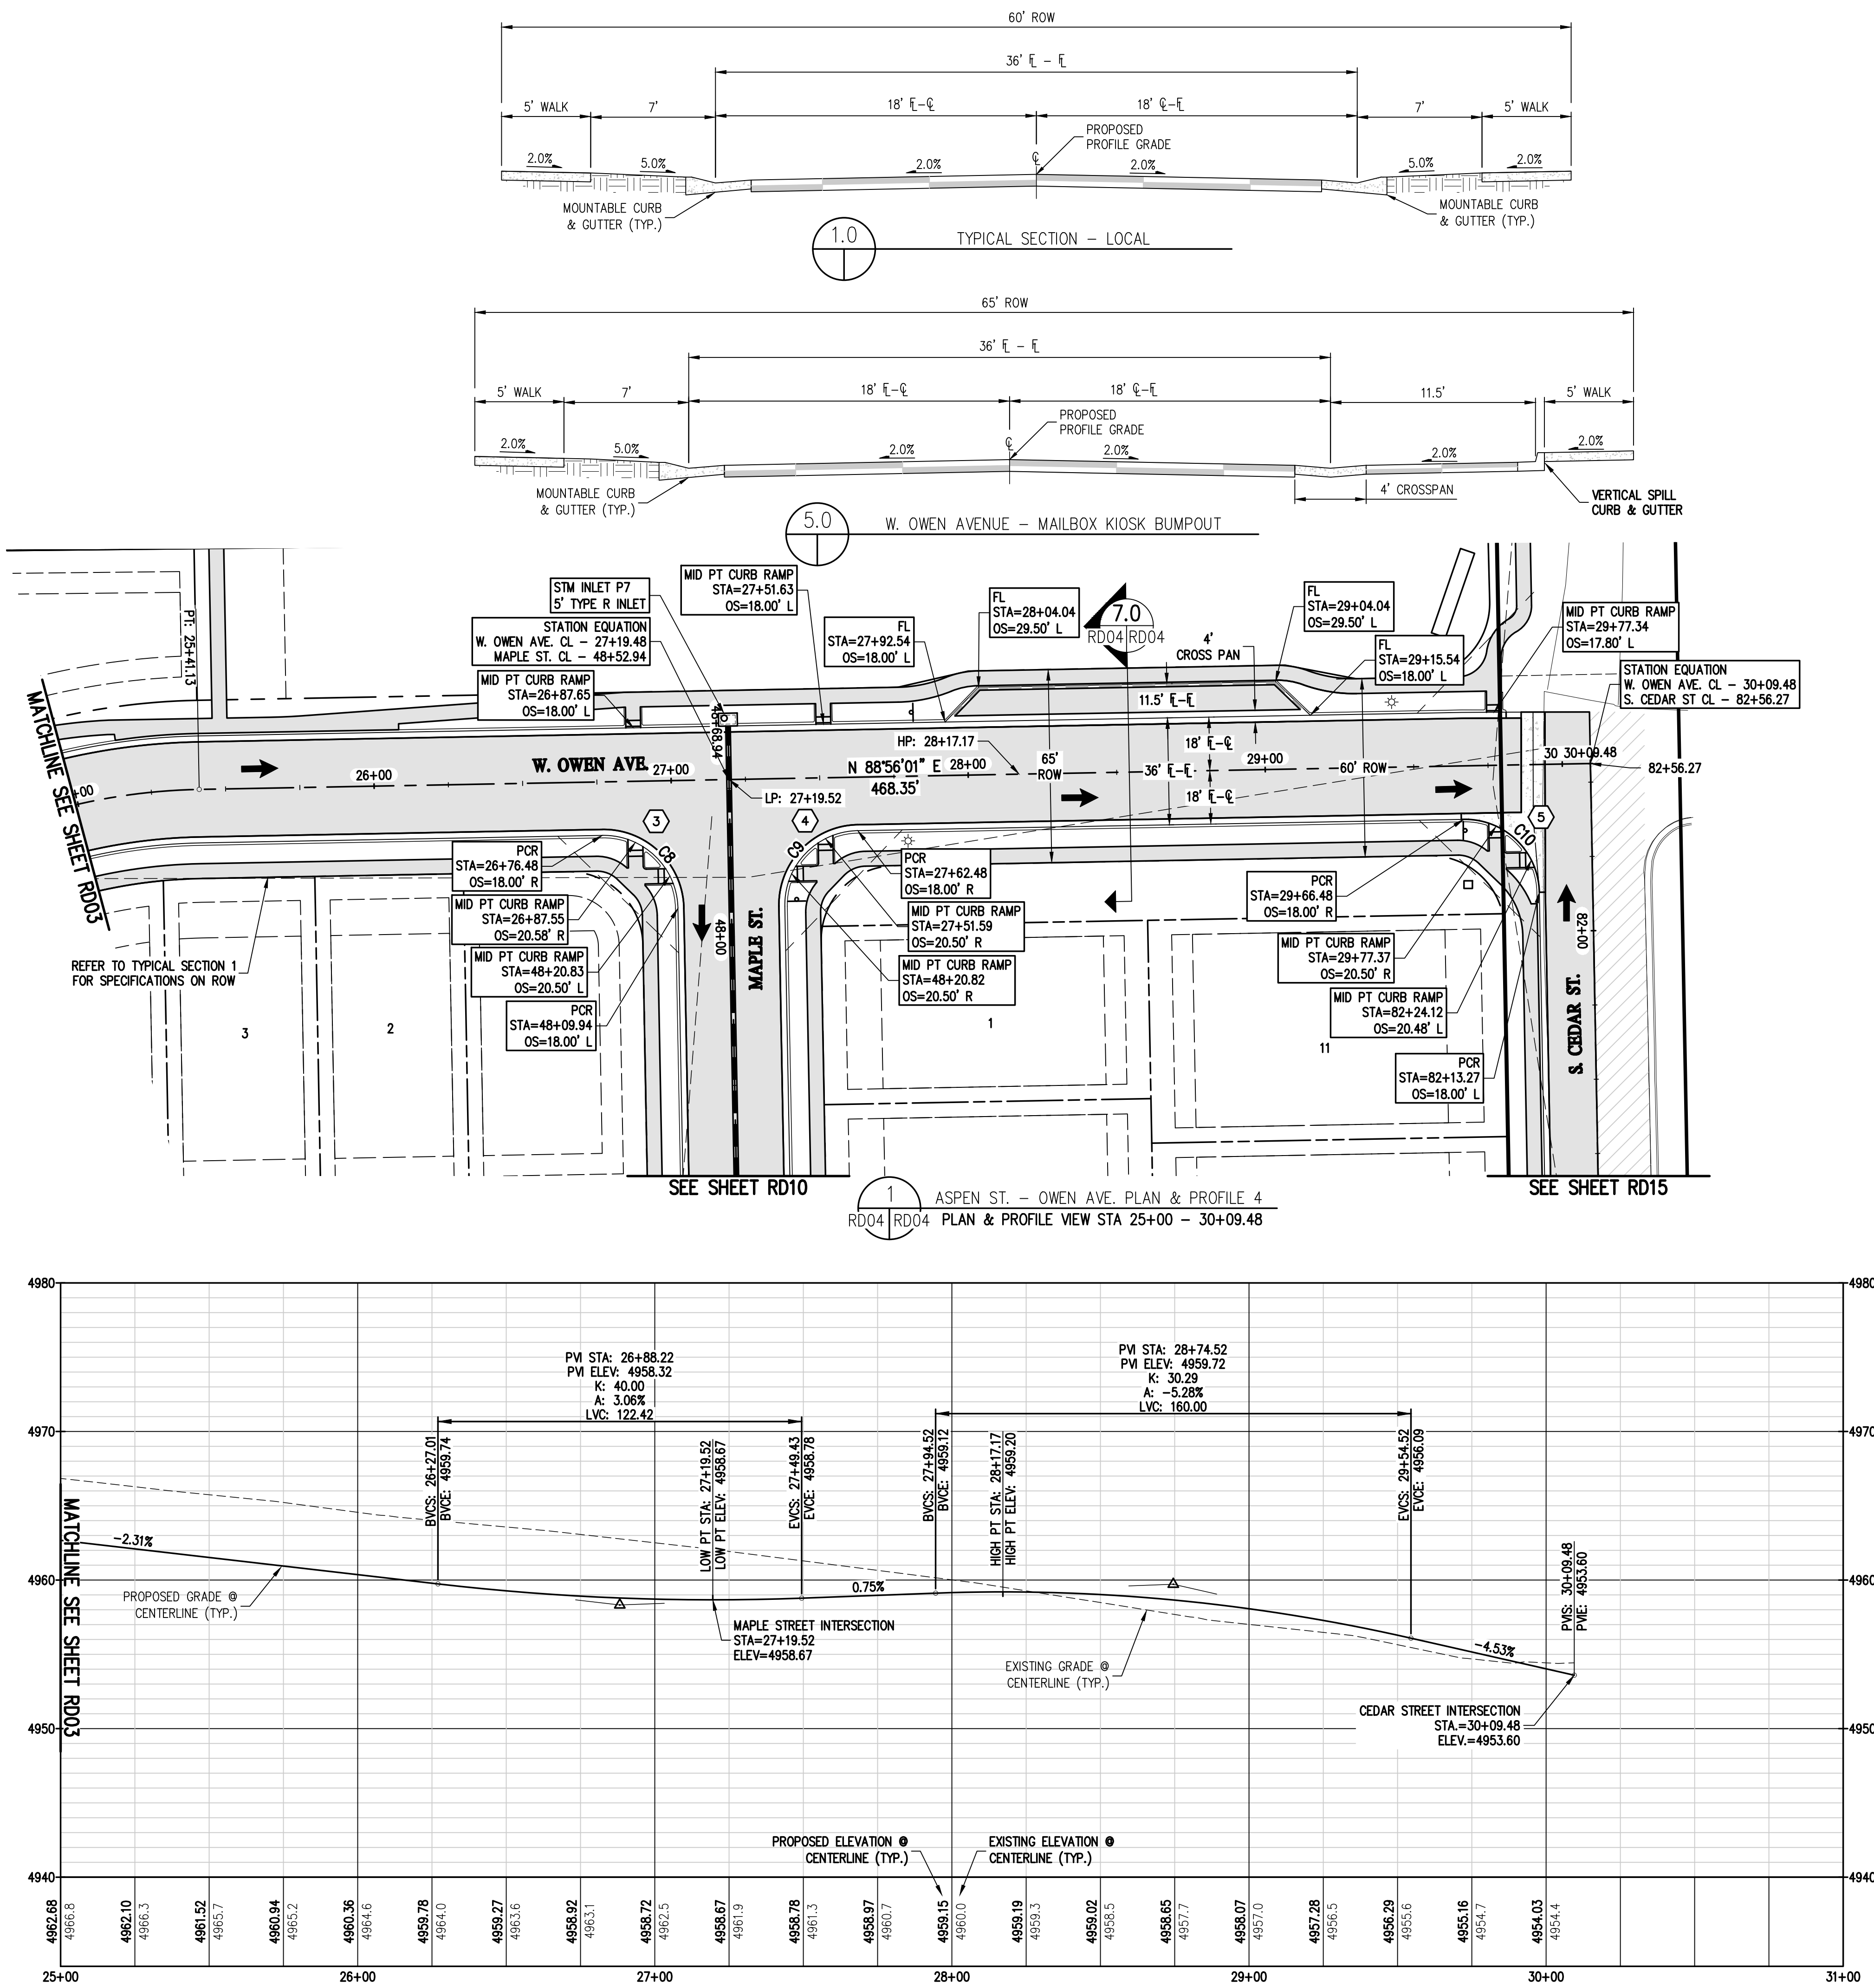 60' ROW
36' FL - FL
5' WALK
7'
18' FL-CL
18' CL-FL
7'
5' WALK
PROPOSED
PROFILE GRADE
2.0%
5.0%
2.0%
CL
2.0%
5.0%
2.0%
MOUNTABLE CURB
& GUTTER (TYP.)
MOUNTABLE CURB
& GUTTER (TYP.)
1.0
TYPICAL SECTION - LOCAL
65' ROW
36' FL - FL
5' WALK
7'
18' FL-CL
18' CL-FL
11.5'
5' WALK
PROPOSED
PROFILE GRADE
2.0%
5.0%
2.0%
CL
2.0%
2.0%
2.0%
MOUNTABLE CURB
& GUTTER (TYP.)
4' CROSSPAN
VERTICAL SPILL
CURB & GUTTER
5.0
W. OWEN AVENUE - MAILBOX KIOSK BUMPOUT
PT: 25+41.13
STM INLET P7
5' TYPE R INLET
MID PT CURB RAMP
STA=27+51.63
OS=18.00' L
STATION EQUATION
W. OWEN AVE. CL - 27+19.48
MAPLE ST. CL - 48+52.94
MID PT CURB RAMP
STA=26+87.65
OS=18.00' L
FL
STA=27+92.54
OS=18.00' L
FL
STA=28+04.04
OS=29.50' L
7.0
RD04 RD04
4'
CROSS PAN
FL
STA=29+04.04
OS=29.50' L
FL
STA=29+15.54
OS=18.00' L
MID PT CURB RAMP
STA=29+77.34
OS=17.80' L
STATION EQUATION
W. OWEN AVE. CL - 30+09.48
S. CEDAR ST CL - 82+56.27
MATCHLINE SEE SHEET RD03
+00
26+00
W. OWEN AVE.
27+00
48+68.94
HP: 28+17.17
N 88°56'01" E
468.35'
28+00
LP: 27+19.52
65'
ROW
11.5' FL-FL
36' FL-FL
18' FL-CL
18' FL-CL
29+00
60' ROW
30
30+09.48
82+56.27
3
C8
4
C9
5
C10
PCR
STA=26+76.48
OS=18.00' R
MID PT CURB RAMP
STA=26+87.55
OS=20.58' R
MID PT CURB RAMP
STA=48+20.83
OS=20.50' L
PCR
STA=48+09.94
OS=18.00' L
48+00
MAPLE ST.
PCR
STA=27+62.48
OS=18.00' R
MID PT CURB RAMP
STA=27+51.59
OS=20.50' R
MID PT CURB RAMP
STA=48+20.82
OS=20.50' R
PCR
STA=29+66.48
OS=18.00' R
MID PT CURB RAMP
STA=29+77.37
OS=20.50' R
MID PT CURB RAMP
STA=82+24.12
OS=20.48' L
PCR
STA=82+13.27
OS=18.00' L
82+00
S. CEDAR ST.
REFER TO TYPICAL SECTION 1
FOR SPECIFICATIONS ON ROW
3
2
1
11
SEE SHEET RD10
SEE SHEET RD15
1
RD04 RD04
ASPEN ST. - OWEN AVE. PLAN & PROFILE 4
PLAN & PROFILE VIEW STA 25+00 - 30+09.48
4980
4970
4960
4950
4940
4980
4970
4960
4950
4940
MATCHLINE SEE SHEET RD03
PVI STA: 26+88.22
PVI ELEV: 4958.32
K: 40.00
A: 3.06%
LVC: 122.42
PVI STA: 28+74.52
PVI ELEV: 4959.72
K: 30.29
A: -5.28%
LVC: 160.00
BVCS: 26+27.01
BVCE: 4959.74
LOW PT STA: 27+19.52
LOW PT ELEV: 4958.67
EVCS: 27+49.43
EVCE: 4958.78
BVCS: 27+94.52
BVCE: 4959.12
HIGH PT STA: 28+17.17
HIGH PT ELEV: 4959.20
EVCS: 29+54.52
EVCE: 4956.09
PVIS: 30+09.48
PVIE: 4953.60
-2.31%
0.75%
-4.53%
PROPOSED GRADE @
CENTERLINE (TYP.)
MAPLE STREET INTERSECTION
STA=27+19.52
ELEV=4958.67
EXISTING GRADE @
CENTERLINE (TYP.)
CEDAR STREET INTERSECTION
STA.=30+09.48
ELEV.=4953.60
PROPOSED ELEVATION @
CENTERLINE (TYP.)
EXISTING ELEVATION @
CENTERLINE (TYP.)
4962.68
4966.8
4962.10
4966.3
4961.52
4965.7
4960.94
4965.2
4960.36
4964.6
4959.78
4964.0
4959.27
4963.6
4958.92
4963.1
4958.72
4962.5
4958.67
4961.9
4958.78
4961.3
4958.97
4960.7
4959.15
4960.0
4959.19
4959.3
4959.02
4958.5
4958.65
4957.7
4958.07
4957.0
4957.28
4956.5
4956.29
4955.6
4955.16
4954.7
4954.03
4954.4
25+00
26+00
27+00
28+00
29+00
30+00
31+00